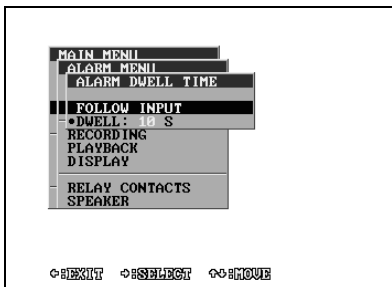 MAIN MENU
ALARM MENU
ALARM DWELL TIME
FOLLOW INPUT
•DWELL: 10 S
RECORDING
PLAYBACK
DISPLAY
RELAY CONTACTS
SPEAKER
←:EXIT →:SELECT ↑↓:MOVE